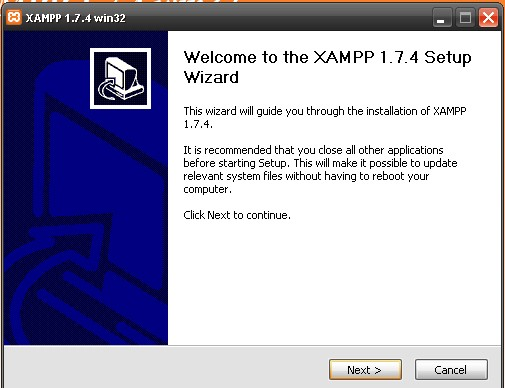 XAMPP 1.7.4 win32
Welcome to the XAMPP 1.7.4 Setup
Wizard
This wizard will guide you through the installation of XAMPP
1.7.4.
It is recommended that you close all other applications
before starting Setup. This will make it possible to update
relevant system files without having to reboot your
computer.
Click Next to continue.
Next >
Cancel